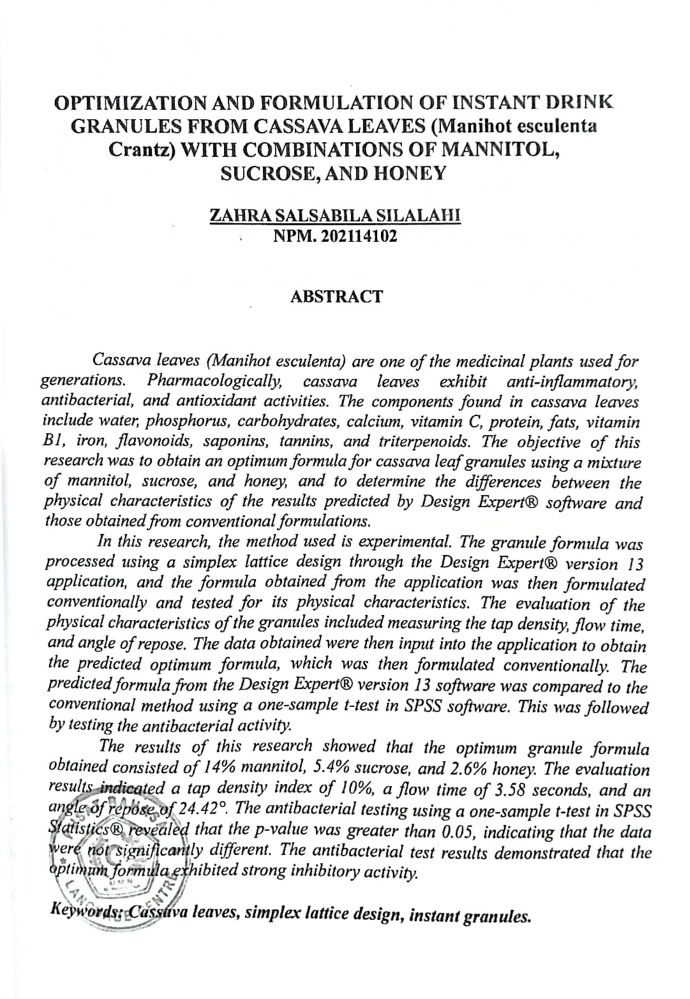 OPTIMIZATION AND FORMULATION OF INSTANT DRINK
GRANULES FROM CASSAVA LEAVES (Manihot esculenta
Crantz) WITH COMBINATIONS OF MANNITOL,
SUCROSE, AND HONEY
ZAHRA SALSABILA SILALAHI
NPM. 202114102
ABSTRACT
Cassava leaves (Manihot esculenta) are one of the medicinal plants used for
generations. Pharmacologically, cassava leaves exhibit anti-inflammatory,
antibacterial, and antioxidant activities. The components found in cassava leaves
include water, phosphorus, carbohydrates, calcium, vitamin C, protein, fats, vitamin
B1, iron, flavonoids, saponins, tannins, and triterpenoids. The objective of this
research was to obtain an optimum formula for cassava leaf granules using a mixture
of mannitol, sucrose, and honey, and to determine the differences between the
physical characteristics of the results predicted by Design Expert® software and
those obtained from conventional formulations.
In this research, the method used is experimental. The granule formula was
processed using a simplex lattice design through the Design Expert® version 13
application, and the formula obtained from the application was then formulated
conventionally and tested for its physical characteristics. The evaluation of the
physical characteristics of the granules included measuring the tap density, flow time,
and angle of repose. The data obtained were then input into the application to obtain
the predicted optimum formula, which was then formulated conventionally. The
predicted formula from the Design Expert® version 13 software was compared to the
conventional method using a one-sample t-test in SPSS software. This was followed
by testing the antibacterial activity.
The results of this research showed that the optimum granule formula
obtained consisted of 14% mannitol, 5.4% sucrose, and 2.6% honey. The evaluation
results indicated a tap density index of 10%, a flow time of 3.58 seconds, and an
angle of repose of 24.42°. The antibacterial testing using a one-sample t-test in SPSS
Statistics® revealed that the p-value was greater than 0.05, indicating that the data
were not significantly different. The antibacterial test results demonstrated that the
optimum formula exhibited strong inhibitory activity.
Keywords: Cassava leaves, simplex lattice design, instant granules.
UMN
LANGUAGE CENTRE